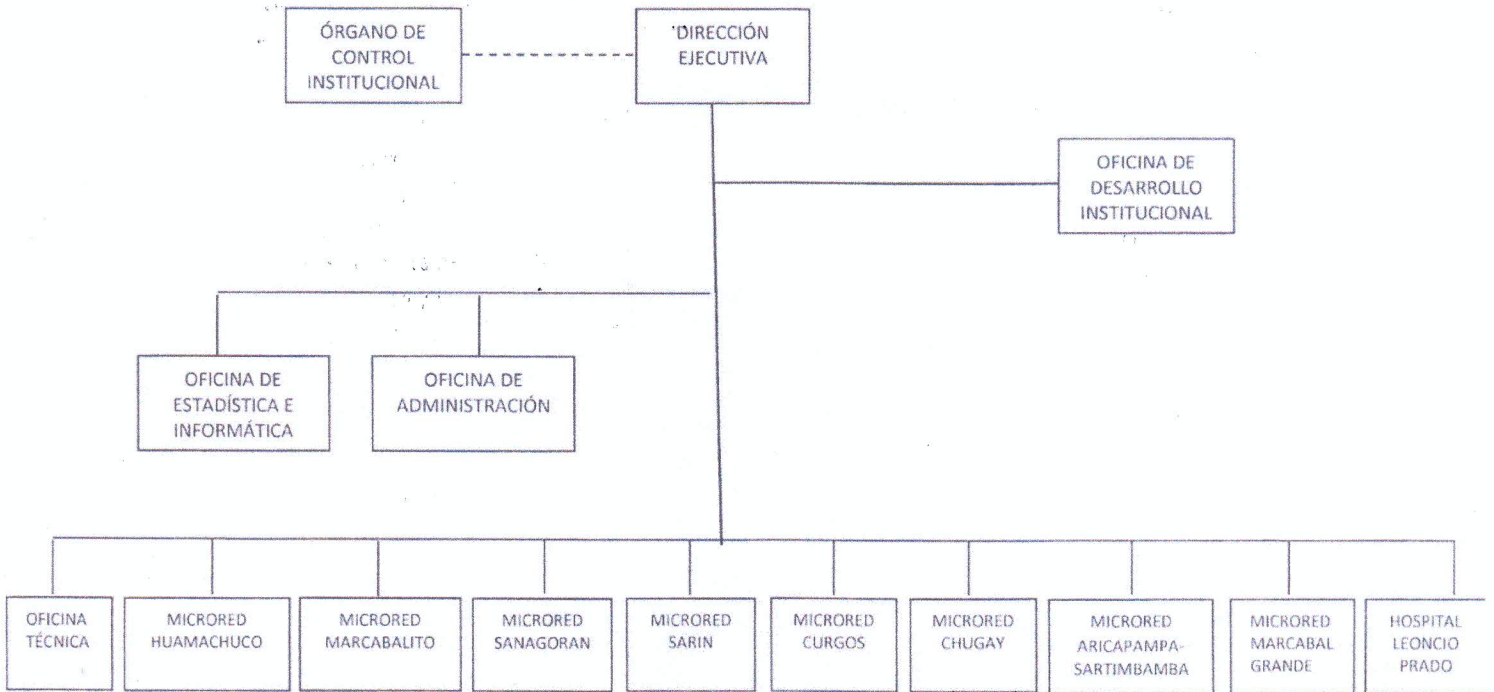 ÓRGANO DE
CONTROL
INSTITUCIONAL
DIRECCIÓN
EJECUTIVA
OFICINA DE
DESARROLLO
INSTITUCIONAL
OFICINA DE
ESTADÍSTICA E
INFORMÁTICA
OFICINA DE
ADMINISTRACIÓN
OFICINA
TÉCNICA
MICRORED
HUAMACHUCO
MICRORED
MARCABALITO
MICRORED
SANAGORAN
MICRORED
SARIN
MICRORED
CURGOS
MICRORED
CHUGAY
MICRORED
ARICAPAMPA-
SARTIMBAMBA
MICRORED
MARCABAL
GRANDE
HOSPITAL
LEONCIO
PRADO